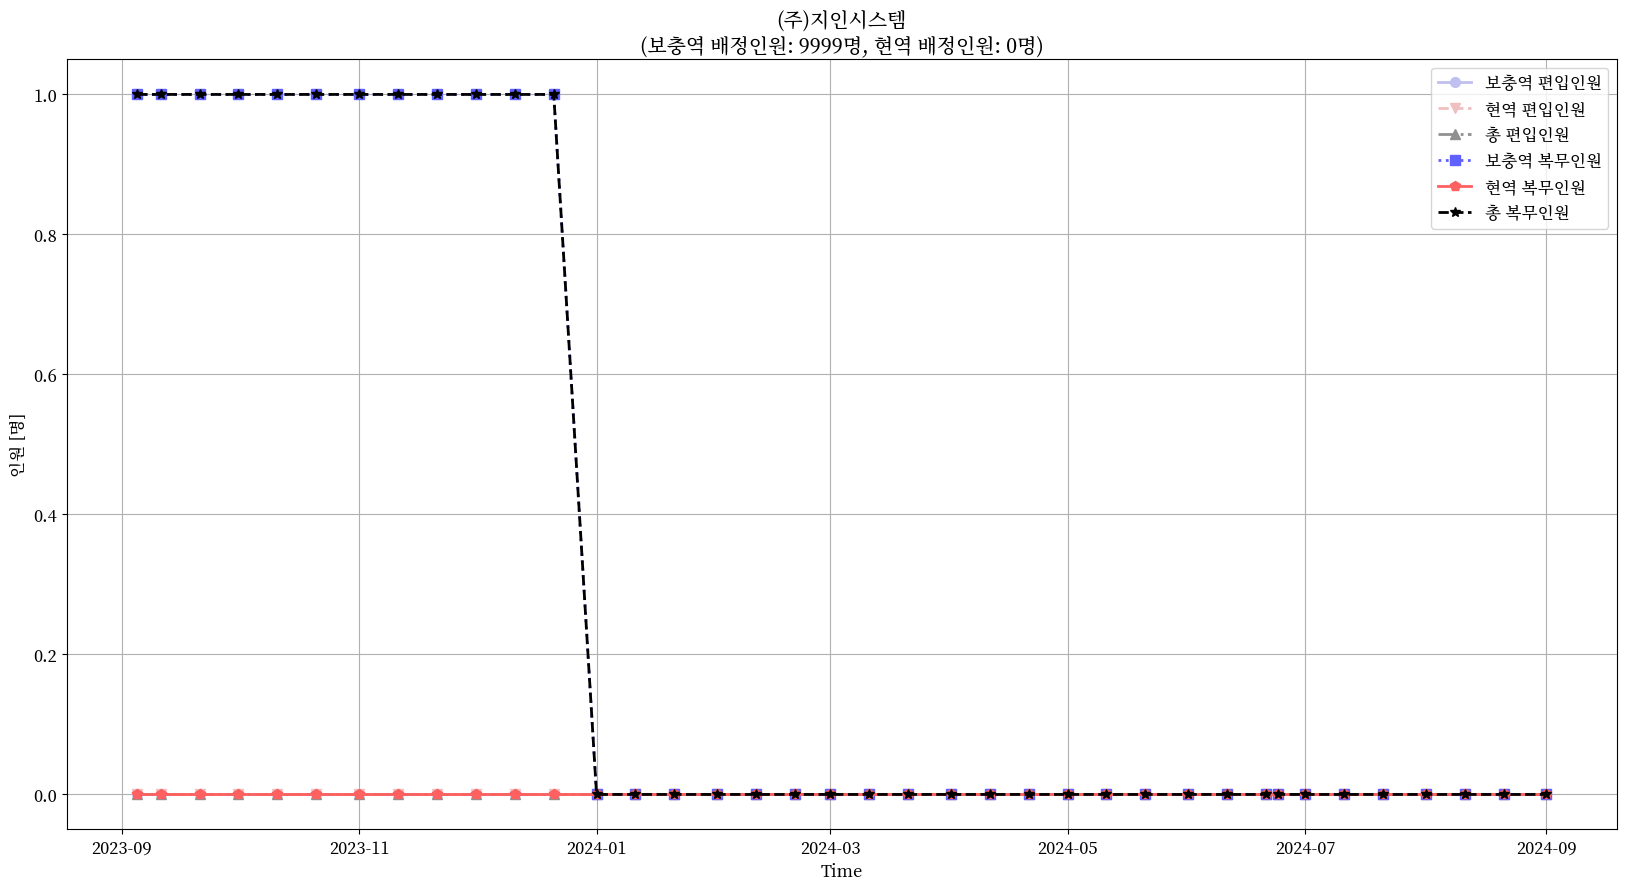 (주)지인시스템
(보충역 배정인원: 9999명, 현역 배정인원: 0명)
보충역 편입인원
현역 편입인원
총 편입인원
보충역 복무인원
현역 복무인원
총 복무인원
인원 [명]
1.0
0.8
0.6
0.4
0.2
0.0
2023-09
2023-11
2024-01
2024-03
2024-05
2024-07
2024-09
Time